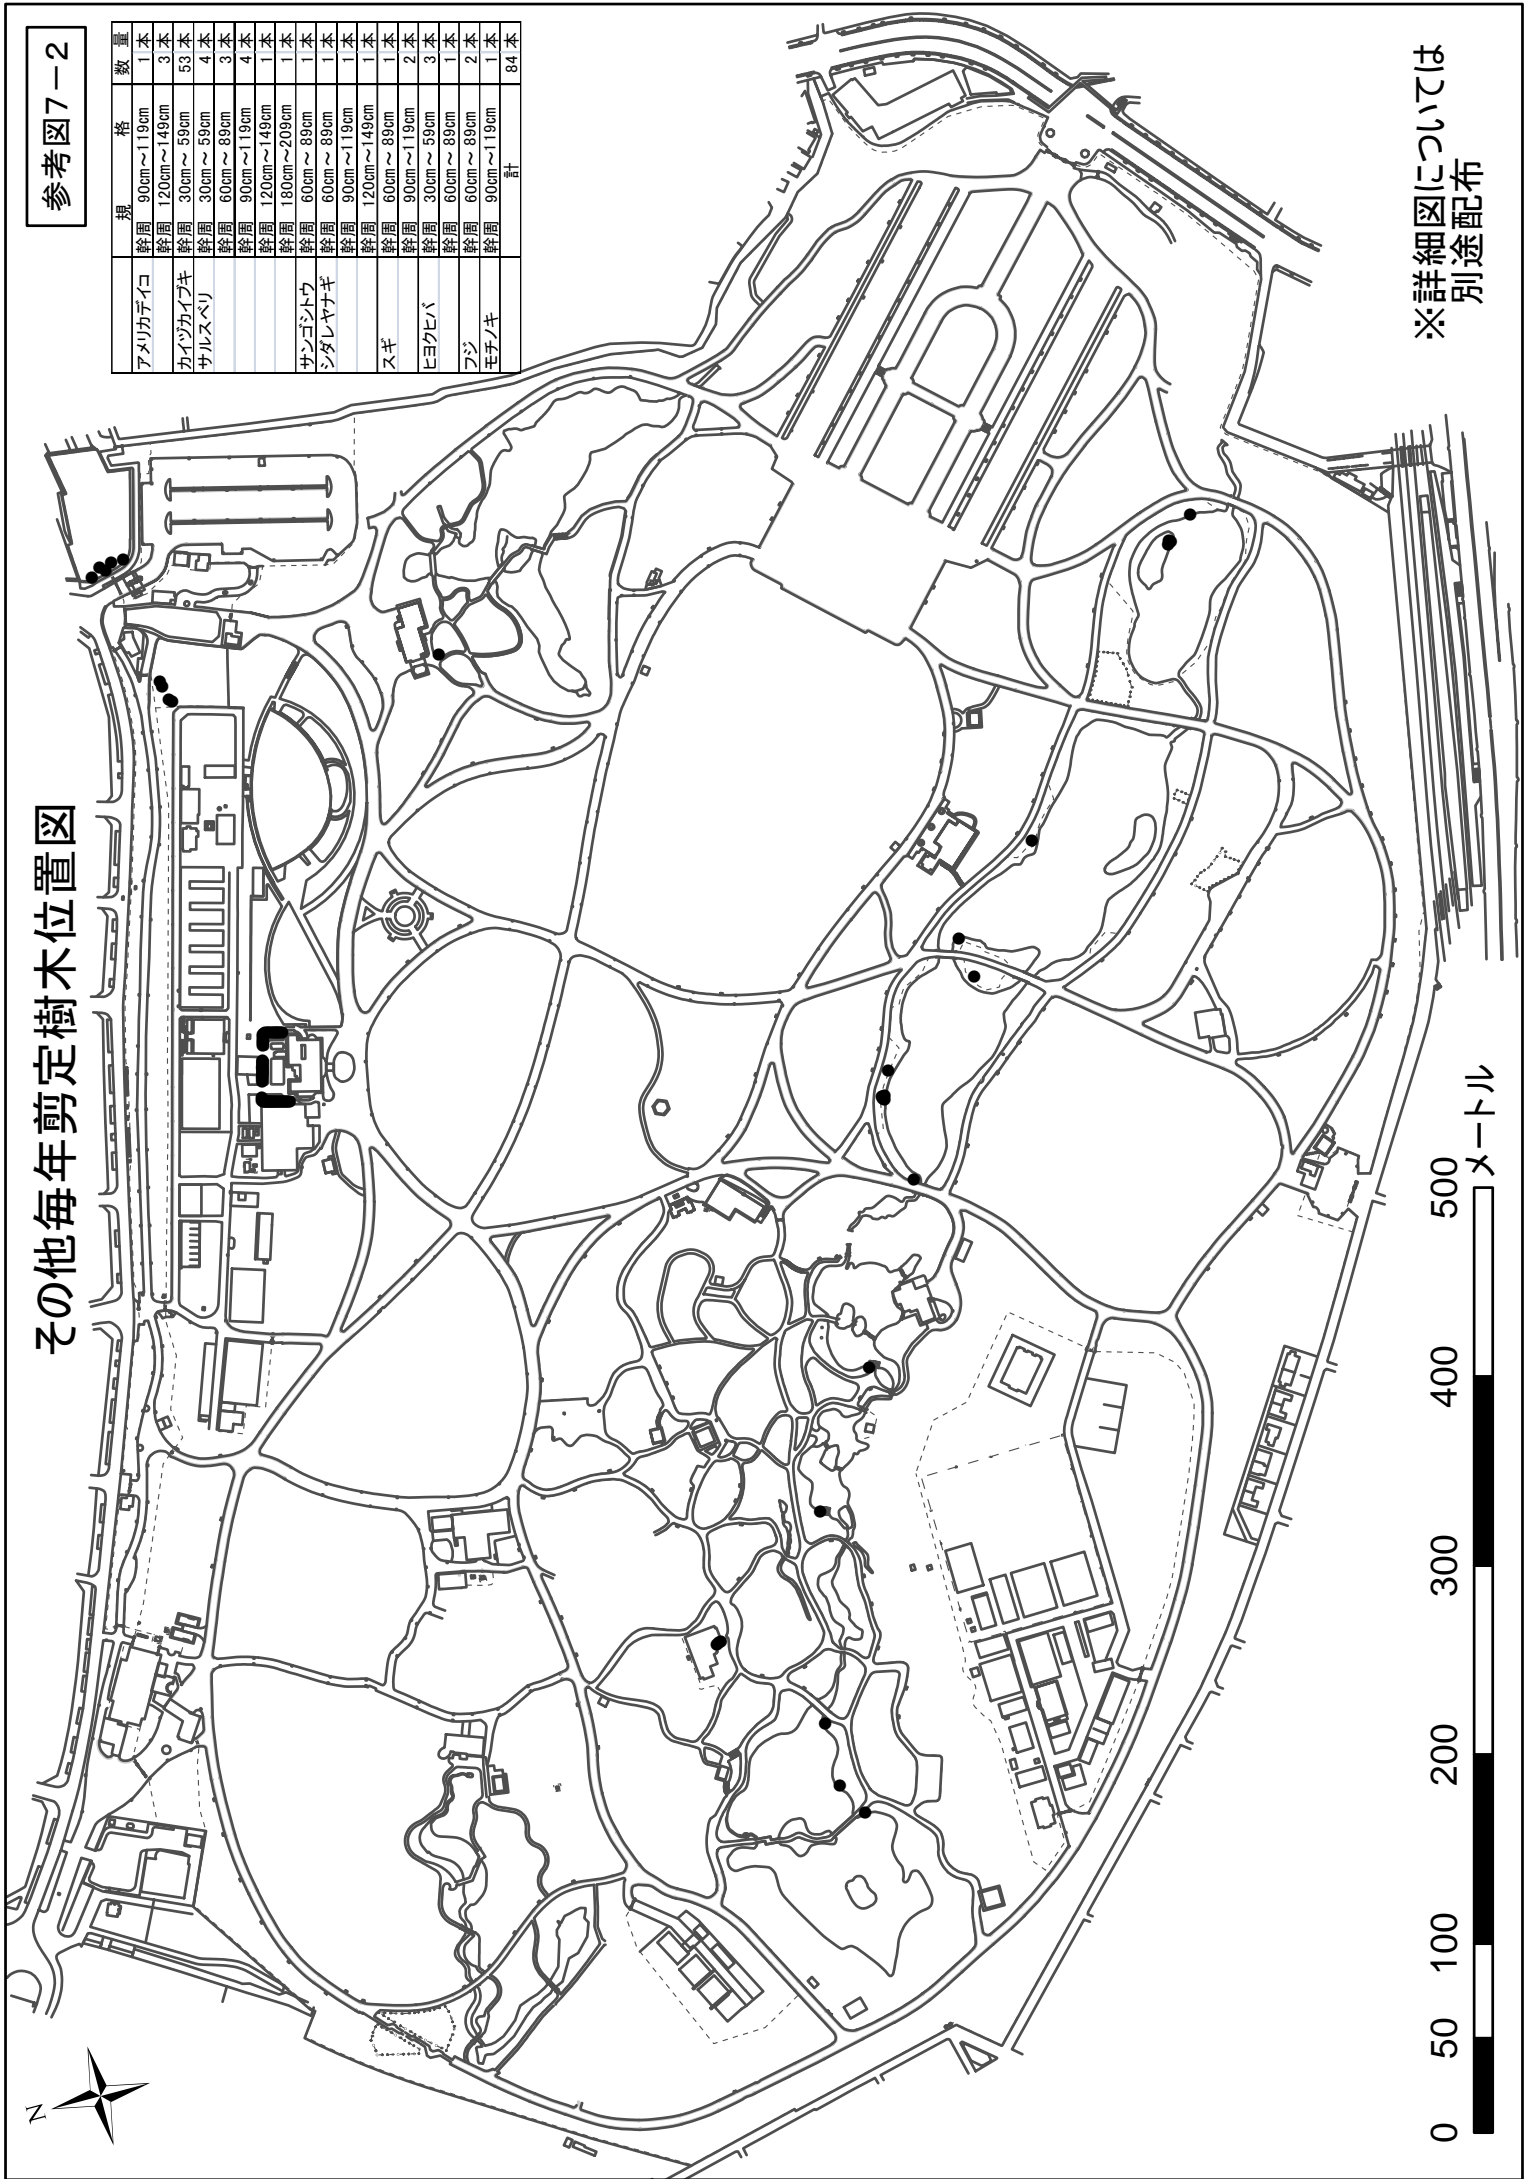 参考図7－2
その他毎年剪定樹木位置図
規格 数量
アメリカデイコ 幹周 90cm～119cm 1 本
幹周 120cm～149cm 3 本
カイヅカイブキ 幹周 30cm～ 59cm 53 本
サルスベリ 幹周 30cm～ 59cm 4 本
幹周 60cm～ 89cm 3 本
幹周 90cm～119cm 4 本
幹周 120cm～149cm 1 本
幹周 180cm～209cm 1 本
サンゴシトウ 幹周 60cm～ 89cm 1 本
シダレヤナギ 幹周 60cm～ 89cm 1 本
幹周 90cm～119cm 1 本
幹周 120cm～149cm 1 本
スギ 幹周 60cm～ 89cm 1 本
幹周 90cm～119cm 2 本
ヒヨクヒバ 幹周 30cm～ 59cm 3 本
幹周 60cm～ 89cm 1 本
フジ 幹周 60cm～ 89cm 2 本
モチノキ 幹周 90cm～119cm 1 本
計 84 本
N
0 50 100 200 300 400 500
メートル
※詳細図については
別途配布